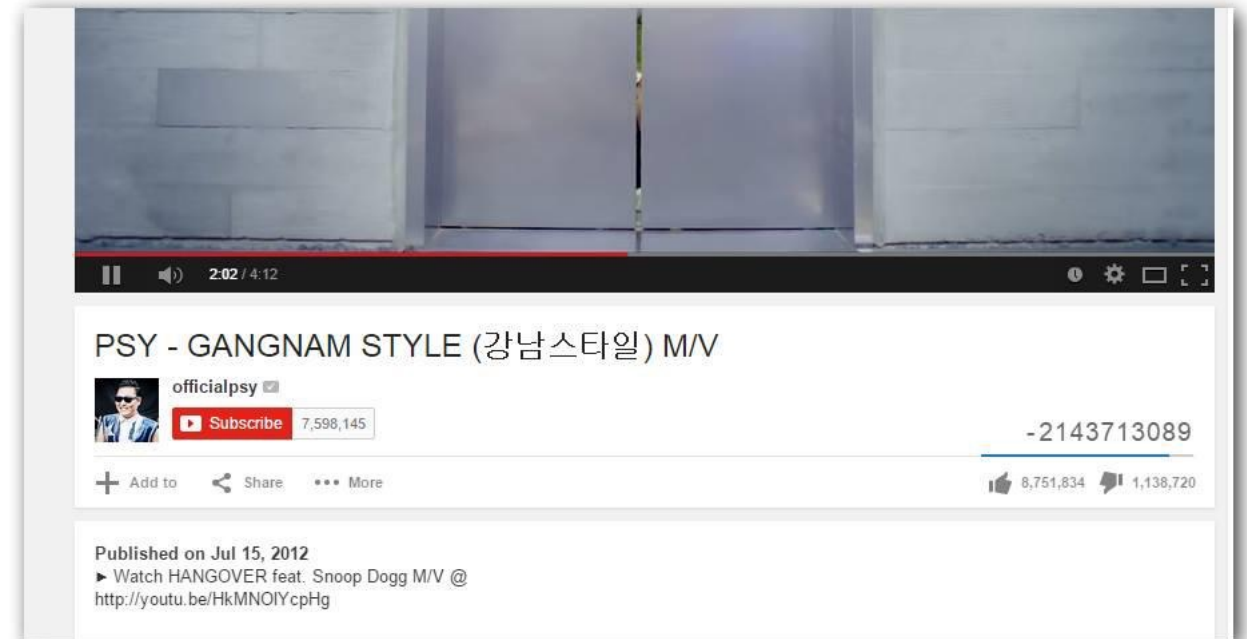 2:02 / 4:12
PSY - GANGNAM STYLE (강남스타일) M/V
officialpsy
Subscribe 7,598,145
-2143713089
Add to Share More 8,751,834 1,138,720
Published on Jul 15, 2012
► Watch HANGOVER feat. Snoop Dogg M/V @
http://youtu.be/HkMNOIYcpHg